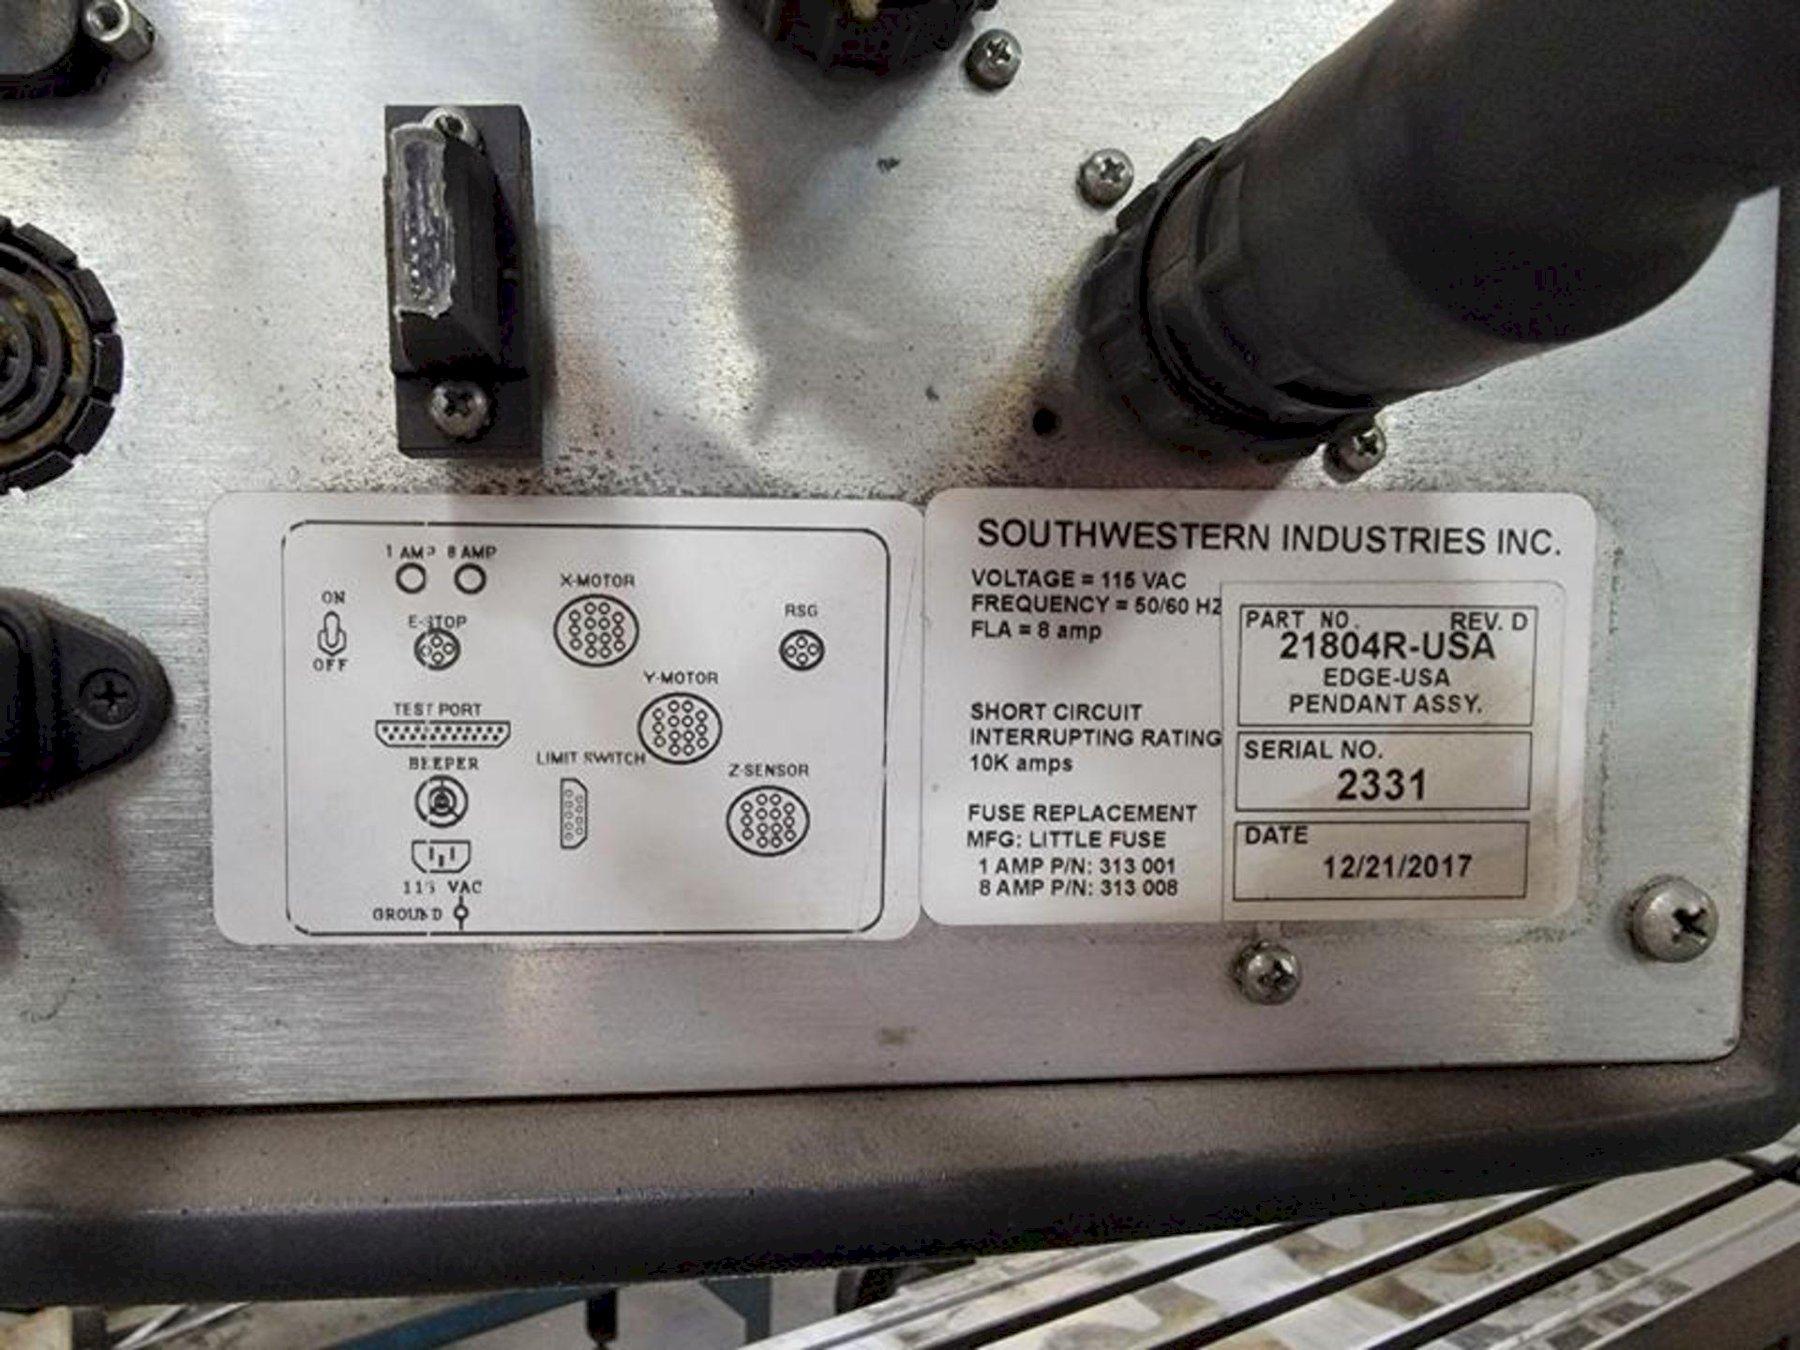 1 AMP 8 AMP
ON
OFF
E-STOP
X-MOTOR
RSG
Y-MOTOR
TEST PORT
LIMIT SWITCH
BEEPER
Z-SENSOR
115 VAC
GROUND
SOUTHWESTERN INDUSTRIES INC.
VOLTAGE = 115 VAC
FREQUENCY = 50/60 HZ
FLA = 8 amp
SHORT CIRCUIT
INTERRUPTING RATING
10K amps
FUSE REPLACEMENT
MFG: LITTLE FUSE
1 AMP P/N: 313 001
8 AMP P/N: 313 008
PART NO. REV. D
21804R-USA
EDGE-USA
PENDANT ASSY.
SERIAL NO.
2331
DATE
12/21/2017